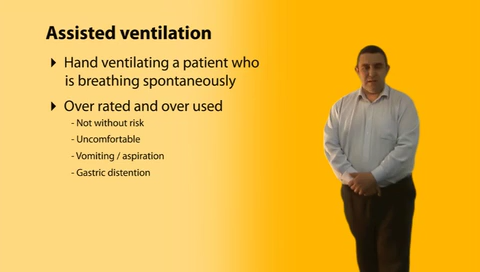 Assisted ventilation
Hand ventilating a patient who
is breathing spontaneously
Over rated and over used
- Not without risk
- Uncomfortable
- Vomiting / aspiration
- Gastric distention